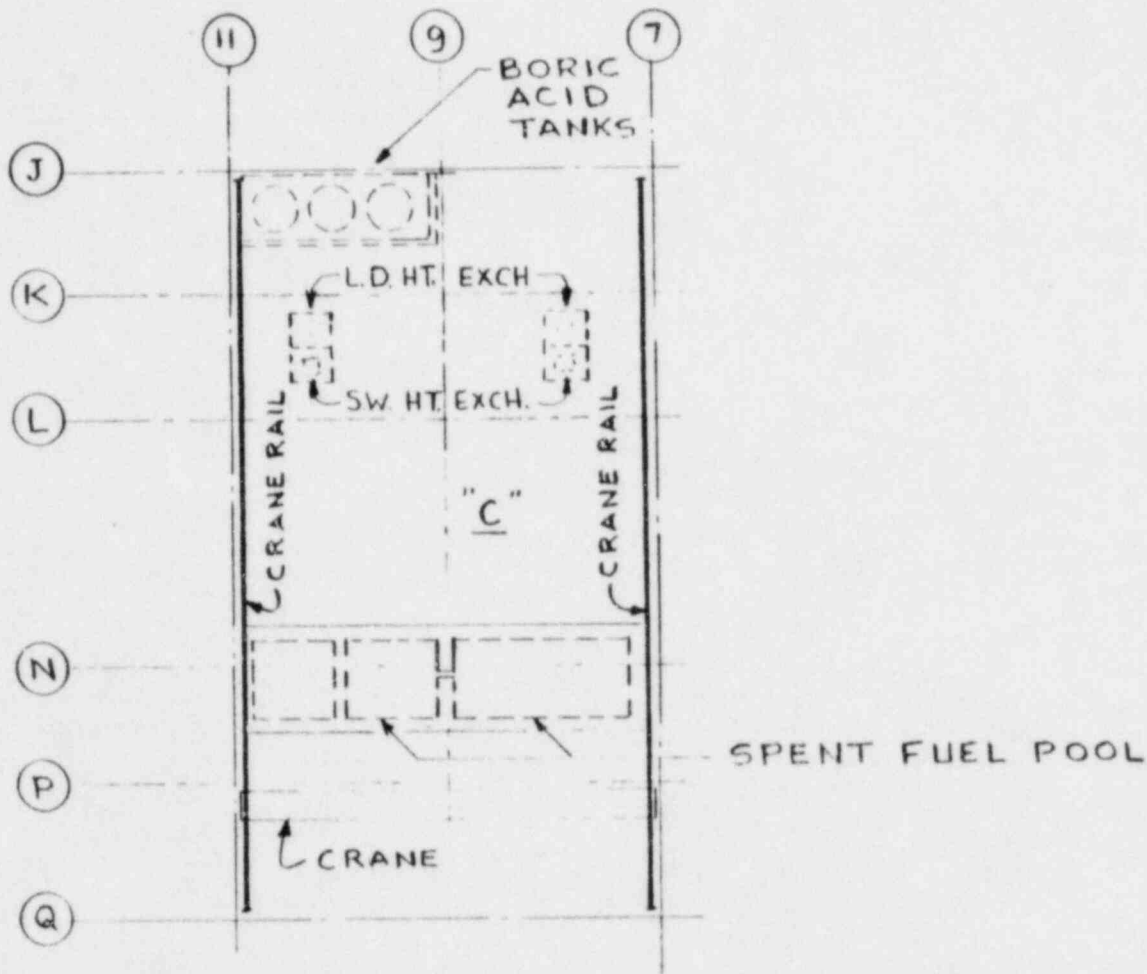 11
9
7
BORIC
ACID
TANKS
J
K
L.D. HT. EXCH
SW. HT. EXCH.
L
CRANE RAIL
CRANE RAIL
"C"
N
SPENT FUEL POOL
P
CRANE
Q